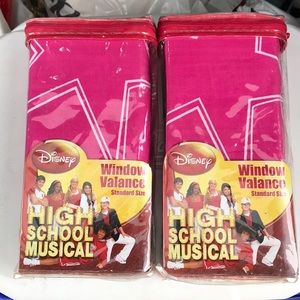 Disney
Window
Valance
Standard Size
HIGH
SCHOOL
MUSICAL
Disney
Window
Valance
Standard Size
HIGH
SCHOOL
MUSICAL